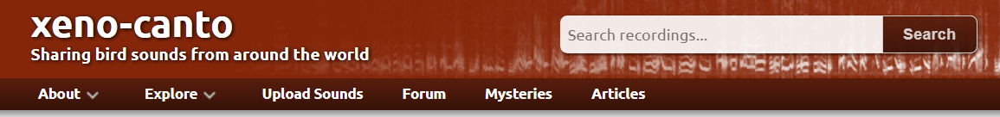 xeno-canto
Sharing bird sounds from around the world
Search recordings...
Search
About
Explore
Upload Sounds
Forum
Mysteries
Articles